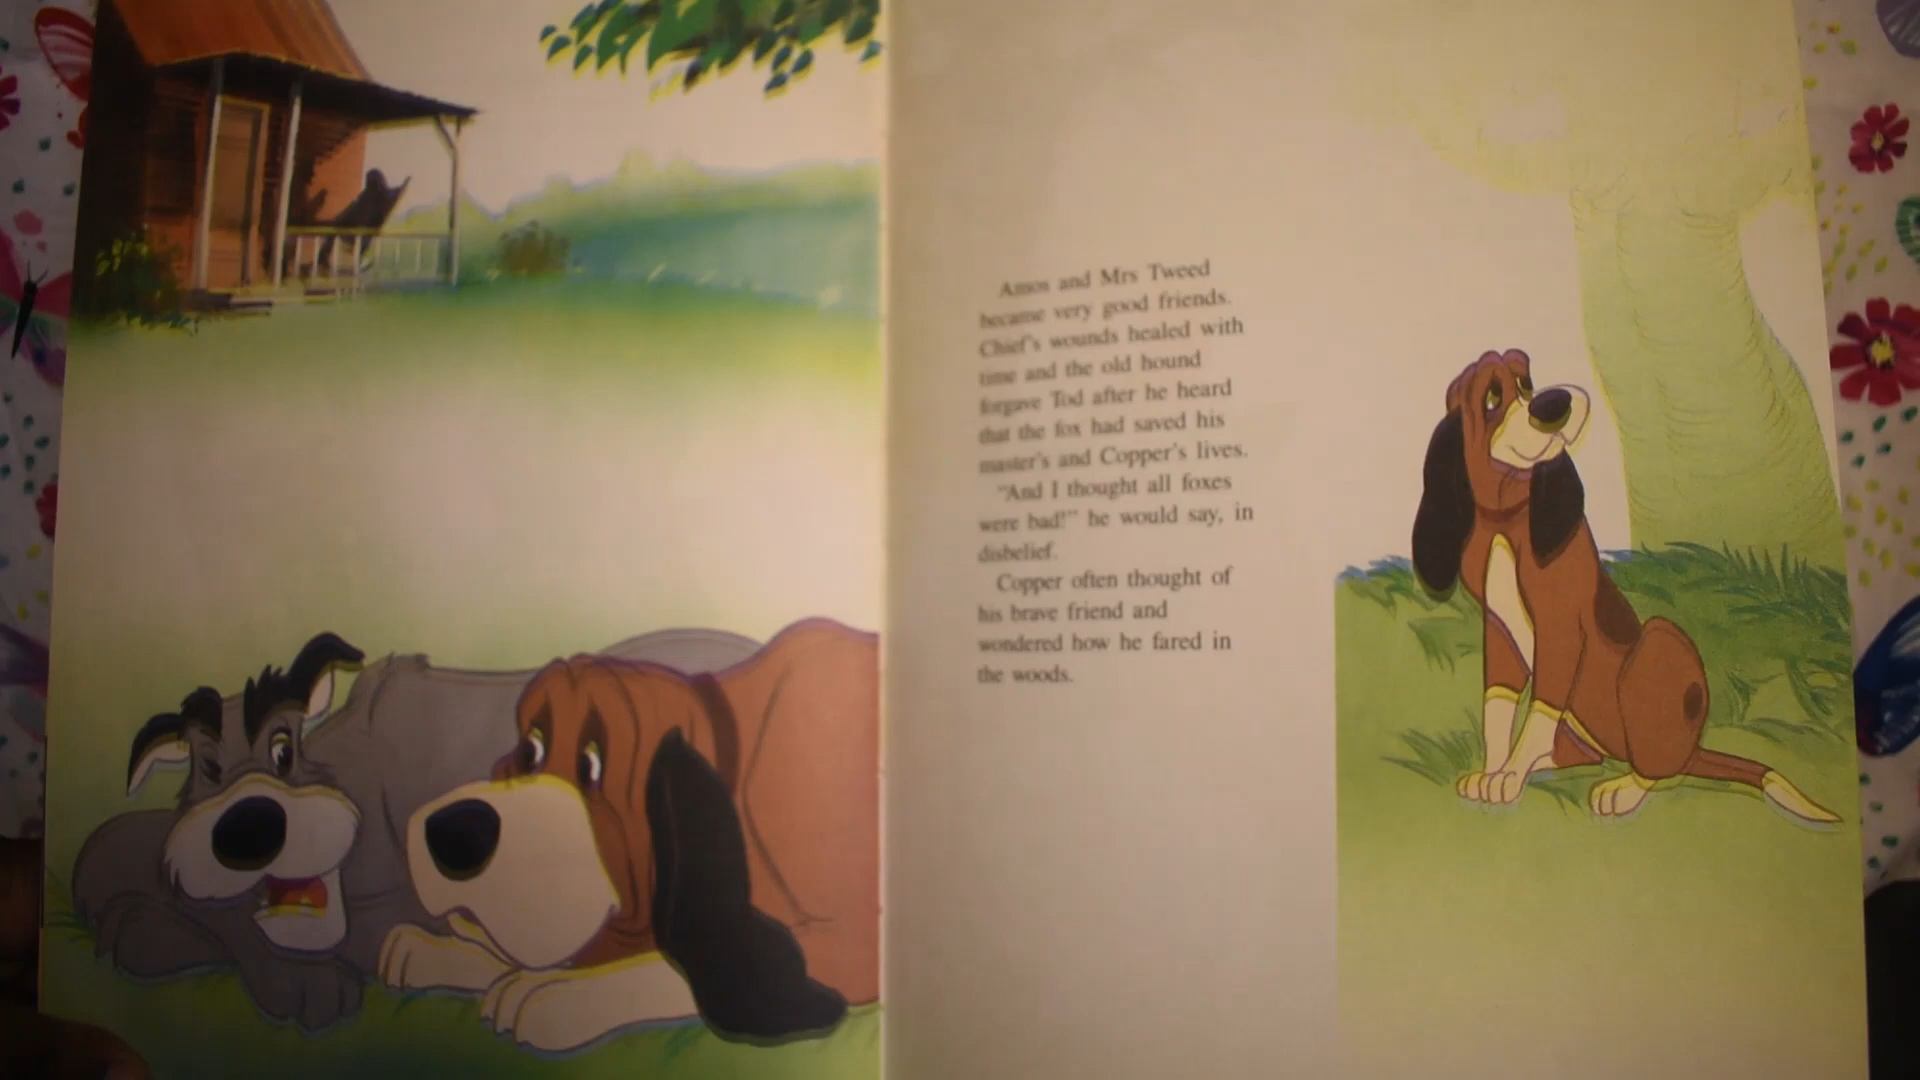 Amos and Mrs Tweed
became very good friends.
Chief's wounds healed with
time and the old hound
forgave Tod after he heard
that the fox had saved his
master's and Copper's lives.
"And I thought all foxes
were bad!" he would say, in
disbelief.
Copper often thought of
his brave friend and
wondered how he fared in
the woods.